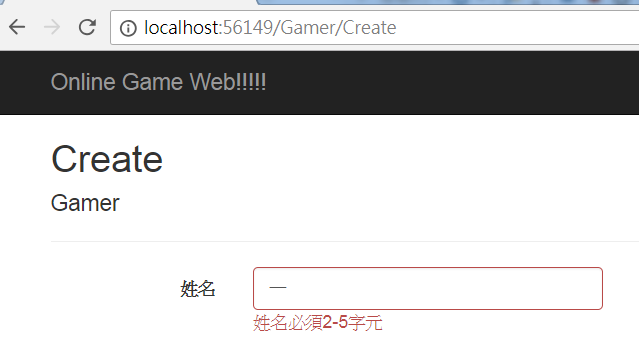 localhost:56149/Gamer/Create
Online Game Web!!!!!
Create
Gamer
姓名 一
姓名必須2-5字元